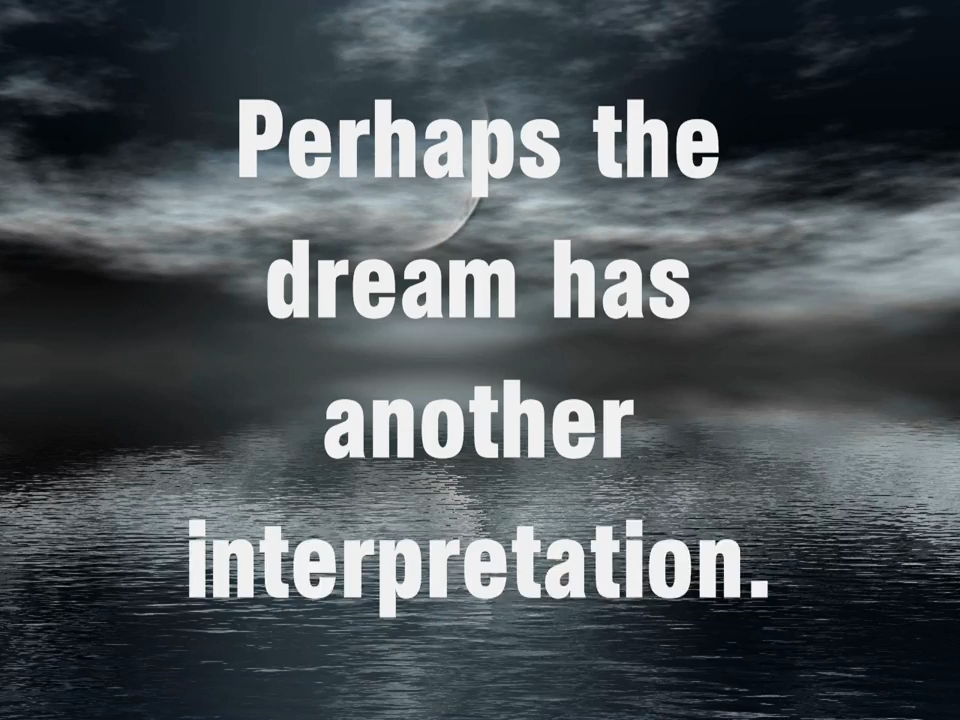 Perhaps the
dream has
another
interpretation.